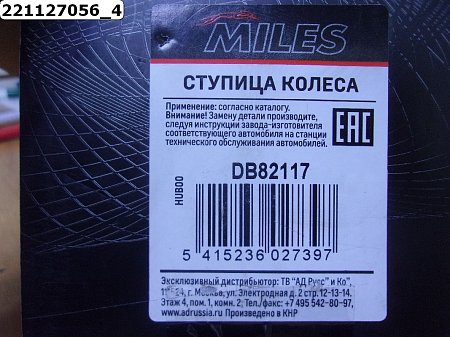 221127056_4
MILES
СТУПИЦА КОЛЕСА
Применение: согласно каталогу.
Внимание! Замену детали производите,
следуя инструкции завода-изготовителя
соответствующего автомобиля на станции
технического обслуживания автомобилей.
EAC
HUB00
DB82117
5 415236 027397
Эксклюзивный дистрибьютор: ТВ "АД Русс" и Ко",
г. Москва, ул. Электродная д. 2 стр. 12-13-14.
Этаж 4, пом. 1, комн. 2, Тел./факс: +7 495 542-80-97,
www.adrussia.ru Произведено в КНР